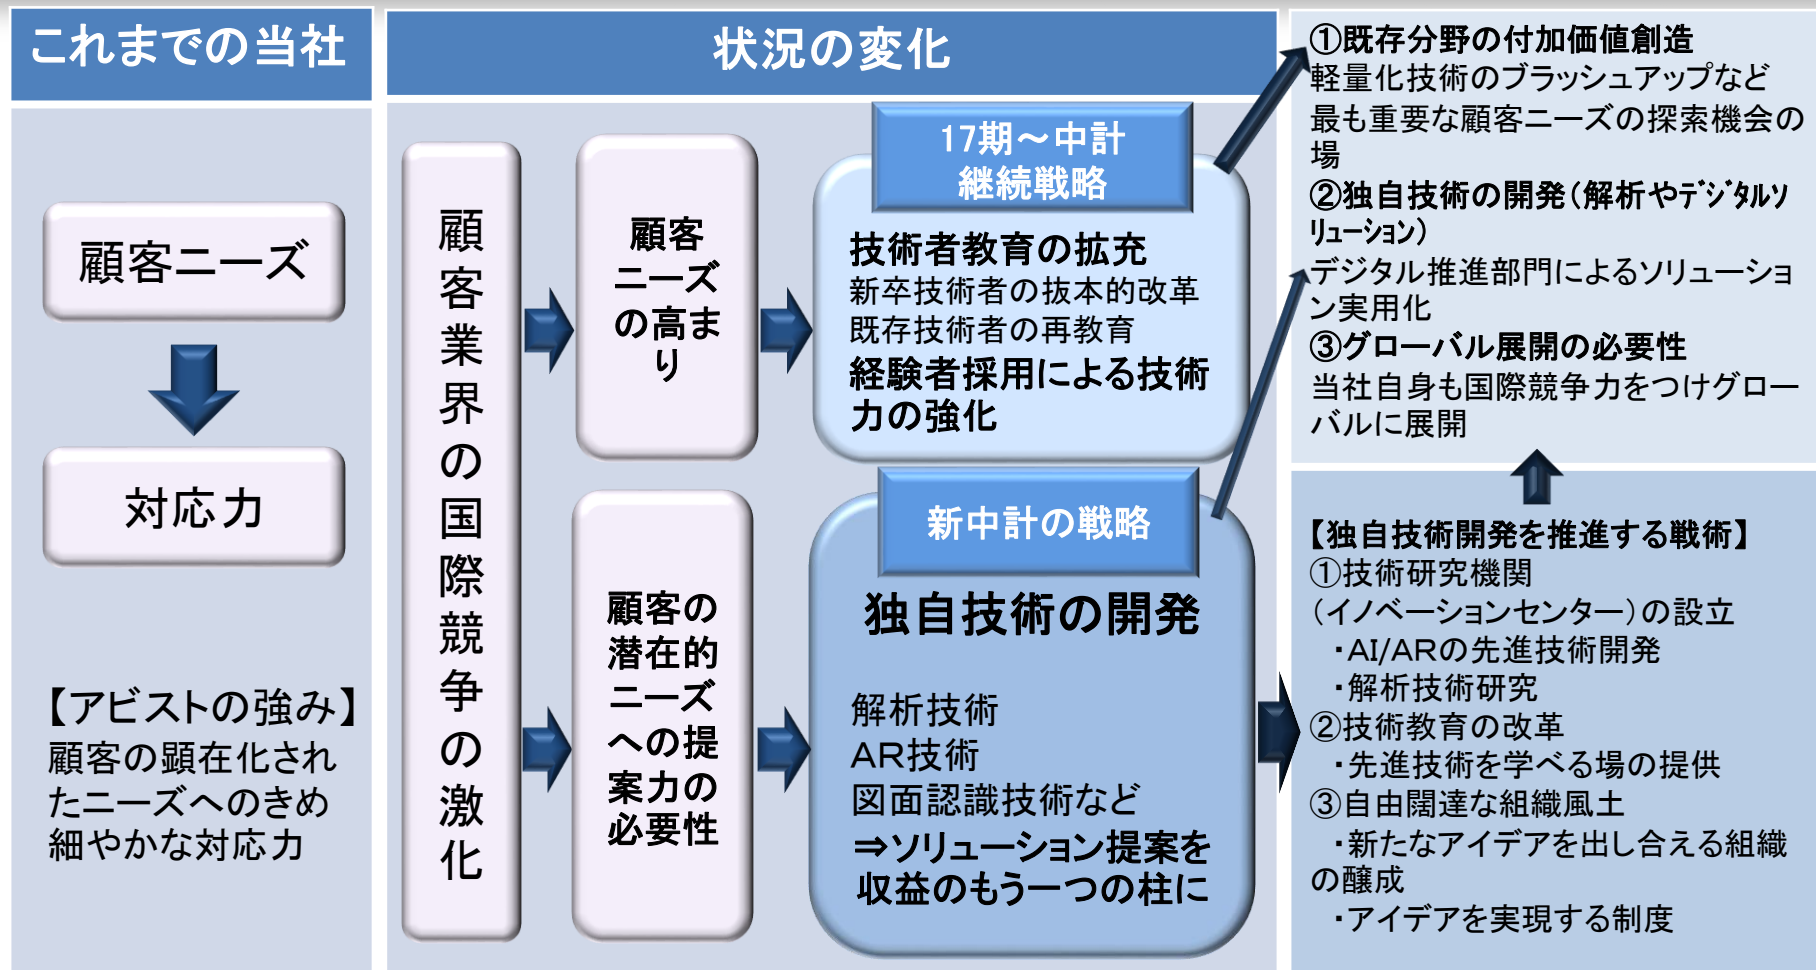 これまでの当社
顧客ニーズ
対応力
【アビストの強み】
顧客の顕在化され
たニーズへのきめ
細やかな対応力
状況の変化
顧客業界の国際競争の激化
顧客
ニーズ
の高ま
り
17期～中計
継続戦略
技術者教育の拡充
新卒技術者の抜本的改革
既存技術者の再教育
経験者採用による技術
力の強化
顧客の
潜在的
ニーズ
への提
案力の
必要性
新中計の戦略
独自技術の開発
解析技術
AR技術
図面認識技術など
⇒ソリューション提案を
収益のもう一つの柱に
①既存分野の付加価値創造
軽量化技術のブラッシュアップなど
最も重要な顧客ニーズの探索機会の
場
②独自技術の開発（解析やﾃﾞｼﾞﾀﾙｿ
ﾘｭｰｼｮﾝ）
デジタル推進部門によるソリューショ
ン実用化
③グローバル展開の必要性
当社自身も国際競争力をつけグロー
バルに展開
【独自技術開発を推進する戦術】
①技術研究機関
（イノベーションセンター）の設立
・AI/ARの先進技術開発
・解析技術研究
②技術教育の改革
・先進技術を学べる場の提供
③自由闊達な組織風土
・新たなアイデアを出し合える組織
の醸成
・アイデアを実現する制度